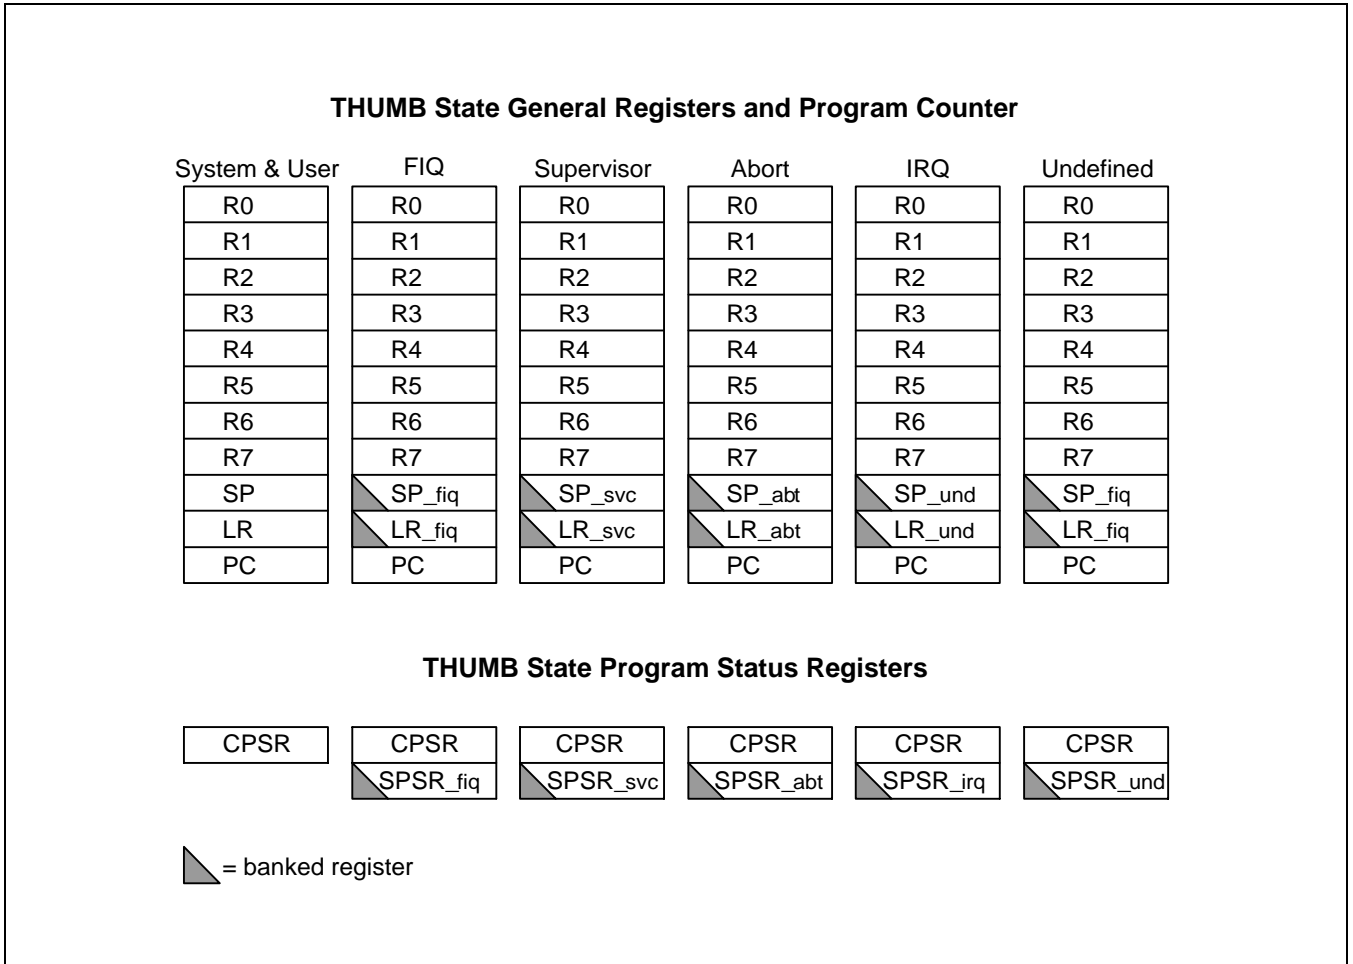 THUMB State General Registers and Program Counter
System & User FIQ Supervisor Abort IRQ Undefined
R0 R0 R0 R0 R0 R0
R1 R1 R1 R1 R1 R1
R2 R2 R2 R2 R2 R2
R3 R3 R3 R3 R3 R3
R4 R4 R4 R4 R4 R4
R5 R5 R5 R5 R5 R5
R6 R6 R6 R6 R6 R6
R7 R7 R7 R7 R7 R7
SP SP_fiq SP_svc SP_abt SP_und SP_fiq
LR LR_fiq LR_svc LR_abt LR_und LR_fiq
PC PC PC PC PC PC
THUMB State Program Status Registers
CPSR CPSR CPSR CPSR CPSR CPSR
SPSR_fiq SPSR_svc SPSR_abt SPSR_irq SPSR_und
= banked register